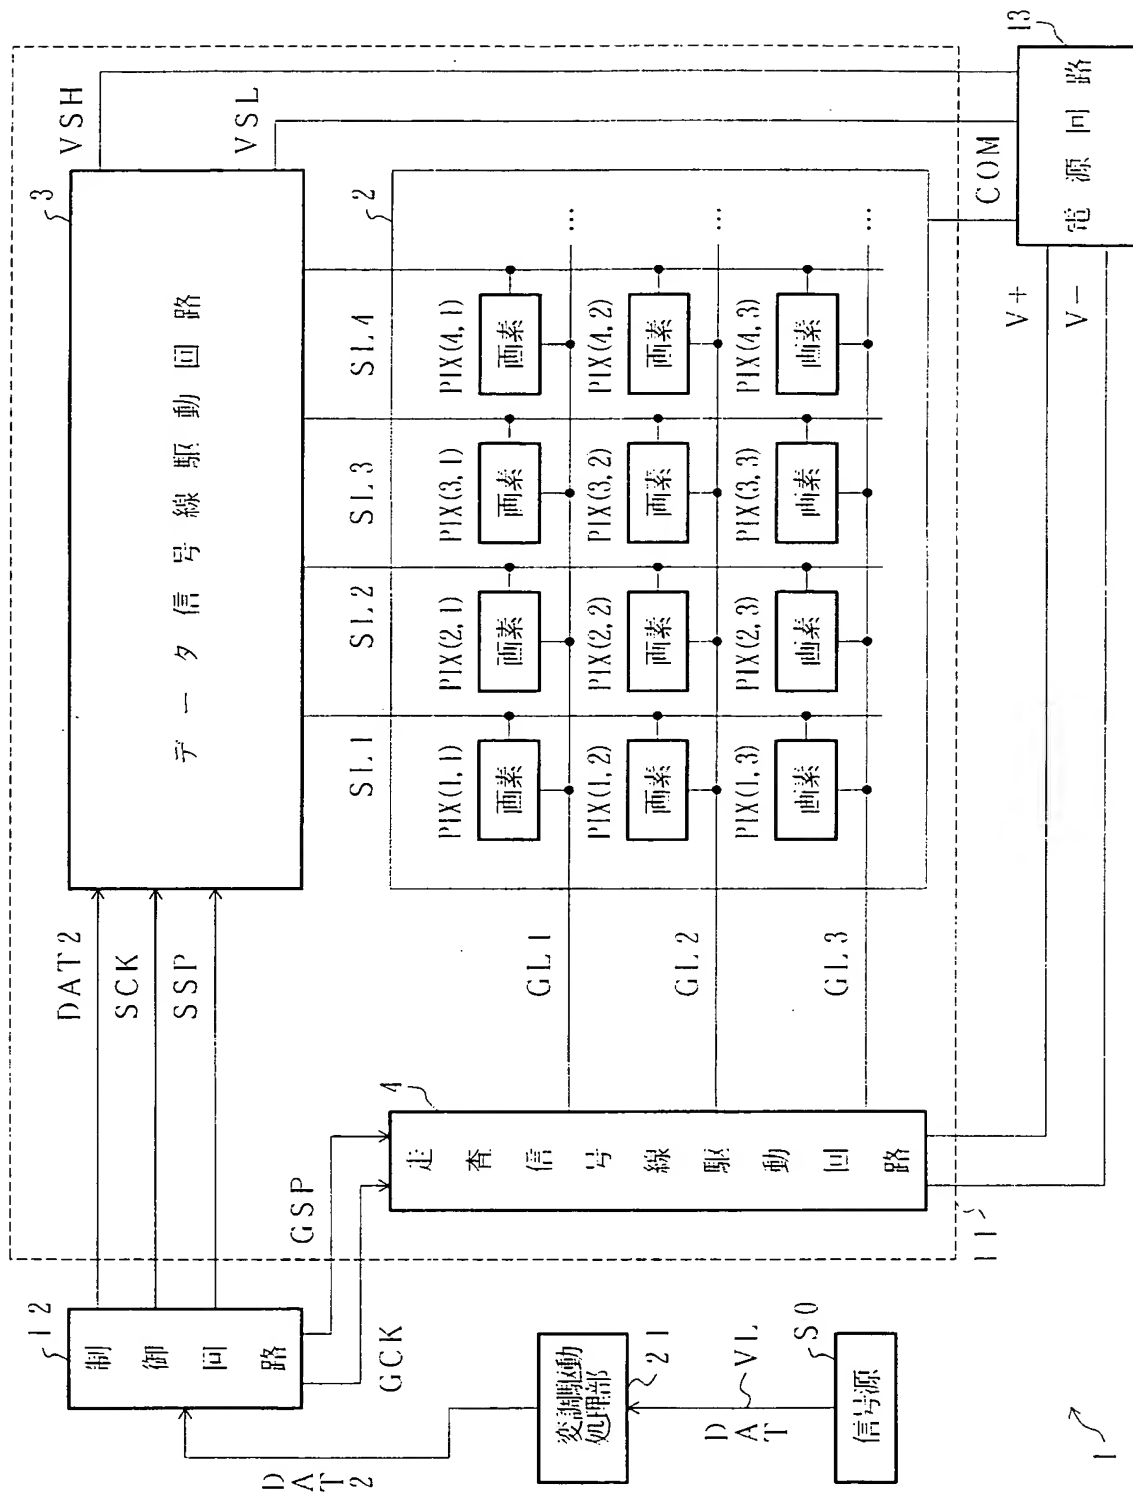 1
信号源
S0
DAT
VL
変調駆動
処理部
21
DAT2
制御回路
12
GSP
GCK
DAT2
SCK
SSP
データ信号線駆動回路
3
VSH
VSL
走査信号線駆動回路
4
GL1
GL2
GL3
SL1
SL2
SL3
SL4
2
PIX(1,1)
PIX(2,1)
PIX(3,1)
PIX(4,1)
画素
画素
画素
画素
…
PIX(1,2)
PIX(2,2)
PIX(3,2)
PIX(4,2)
画素
画素
画素
画素
…
PIX(1,3)
PIX(2,3)
PIX(3,3)
PIX(4,3)
画素
画素
画素
画素
…
11
COM
V+
V-
電源回路
13